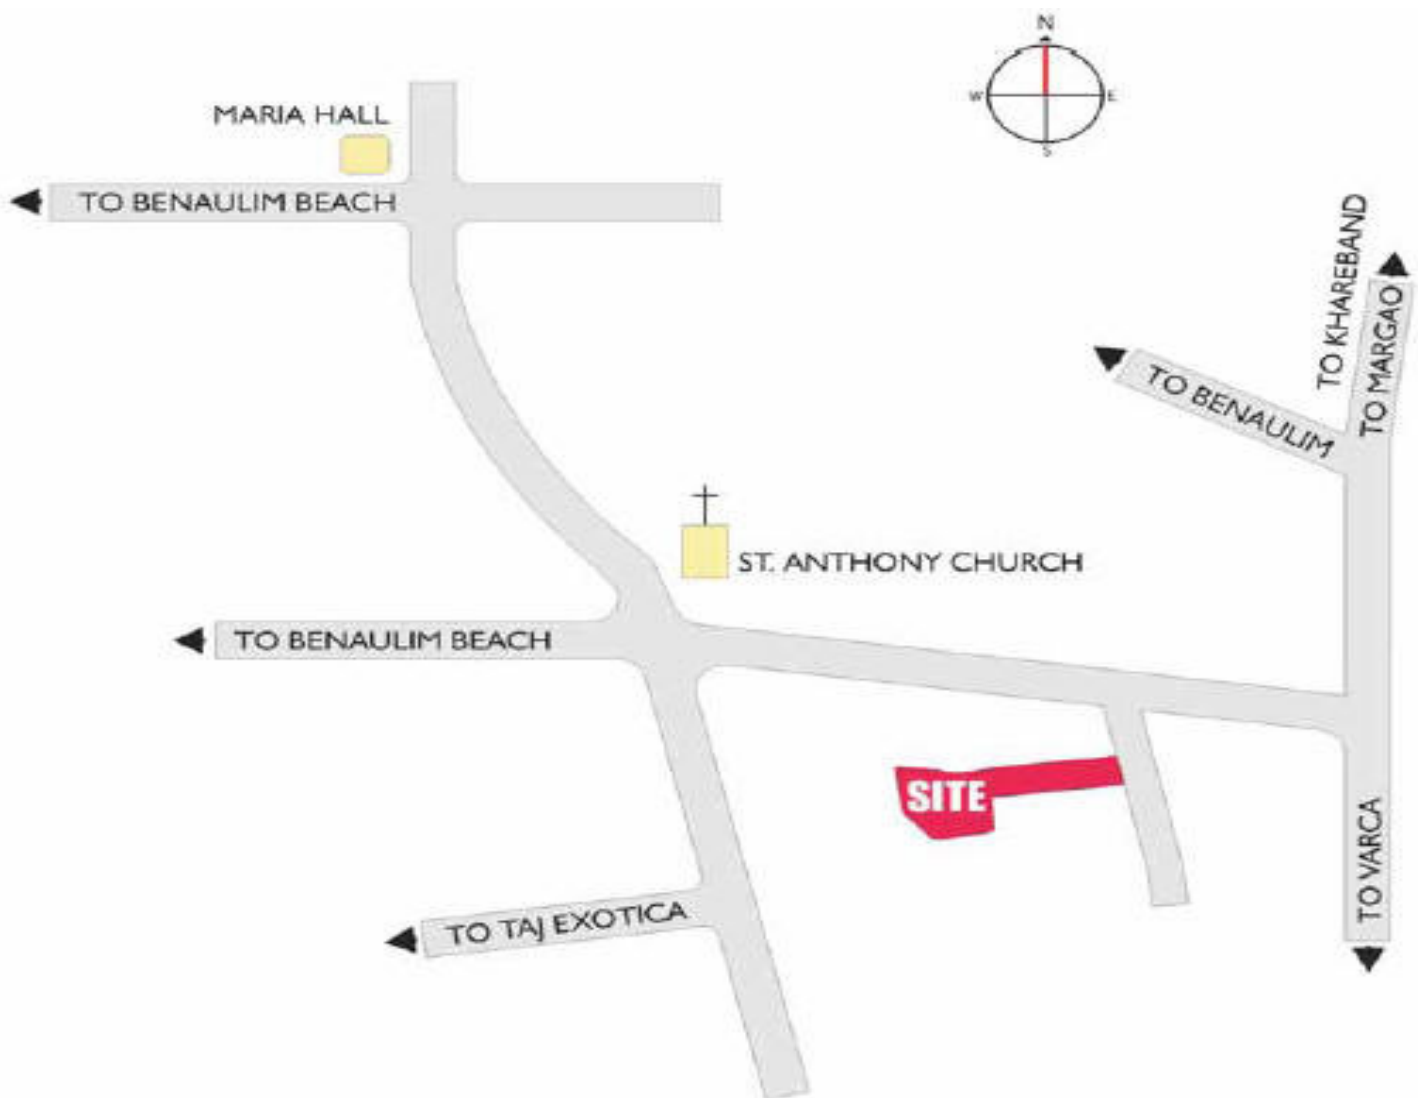 N
W
E
S
MARIA HALL
TO BENAULIM BEACH
TO KHAREBAND
TO MARGAO
TO BENAULIM
ST. ANTHONY CHURCH
TO BENAULIM BEACH
SITE
TO VARCA
TO TAJ EXOTICA